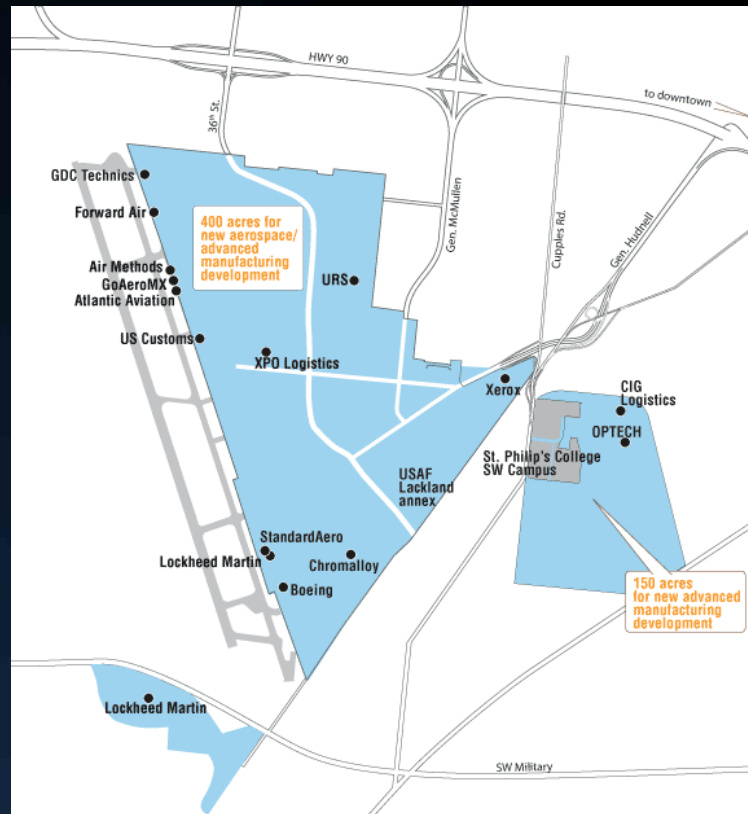 HWY 90
to downtown
36th St.
GDC Technics
Forward Air
400 acres for
new aerospace/
advanced
manufacturing
development
Gen. McMullen
Cupples Rd.
Gen. Hudnell
Air Methods
GoAeroMX
Atlantic Aviation
URS
US Customs
XPO Logistics
Xerox
CIG
Logistics
OPTECH
St. Philip's College
SW Campus
USAF
Lackland
annex
StandardAero
Lockheed Martin
Chromalloy
Boeing
150 acres
for new advanced
manufacturing
development
Lockheed Martin
SW Military